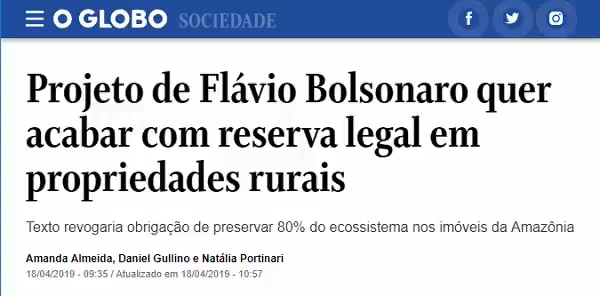 O GLOBO SOCIEDADE
Projeto de Flávio Bolsonaro quer
acabar com reserva legal em
propriedades rurais
Texto revogaria obrigação de preservar 80% do ecossistema nos imóveis da Amazônia
Amanda Almeida, Daniel Gullino e Natália Portinari
18/04/2019 - 09:35 / Atualizado em 18/04/2019 - 10:57